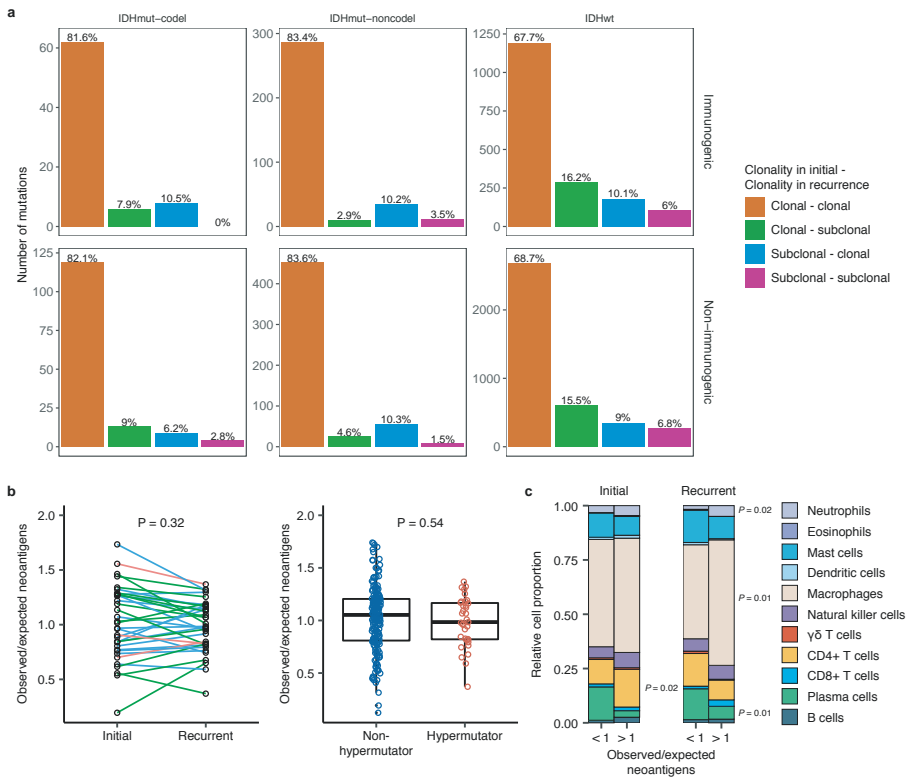 a
IDHmut–codel
IDHmut–noncodel
IDHwt
Number of mutations
60
40
20
0
81.6%
7.9%
10.5%
0%
300
200
100
0
83.4%
2.9%
10.2%
3.5%
1250
1000
750
500
250
0
67.7%
16.2%
10.1%
6%
Immunogenic
125
100
75
50
25
0
82.1%
9%
6.2%
2.8%
400
300
200
100
0
83.6%
4.6%
10.3%
1.5%
2000
1000
0
68.7%
15.5%
9%
6.8%
Non–immunogenic
Clonality in initial -
Clonality in recurrence
Clonal - clonal
Clonal - subclonal
Subclonal - clonal
Subclonal - subclonal
b
Observed/expected neoantigens
2.0
1.5
1.0
0.5
P = 0.32
Initial
Recurrent
Observed/expected neoantigens
2.0
1.5
1.0
0.5
P = 0.54
Non-
hypermutator
Hypermutator
c
Initial
Recurrent
Relative cell proportion
1.00
0.75
0.50
0.25
0.00
P = 0.02
P = 0.02
P = 0.01
P = 0.01
< 1
> 1
< 1
> 1
Observed/expected
neoantigens
Neutrophils
Eosinophils
Mast cells
Dendritic cells
Macrophages
Natural killer cells
γδ T cells
CD4+ T cells
CD8+ T cells
Plasma cells
B cells